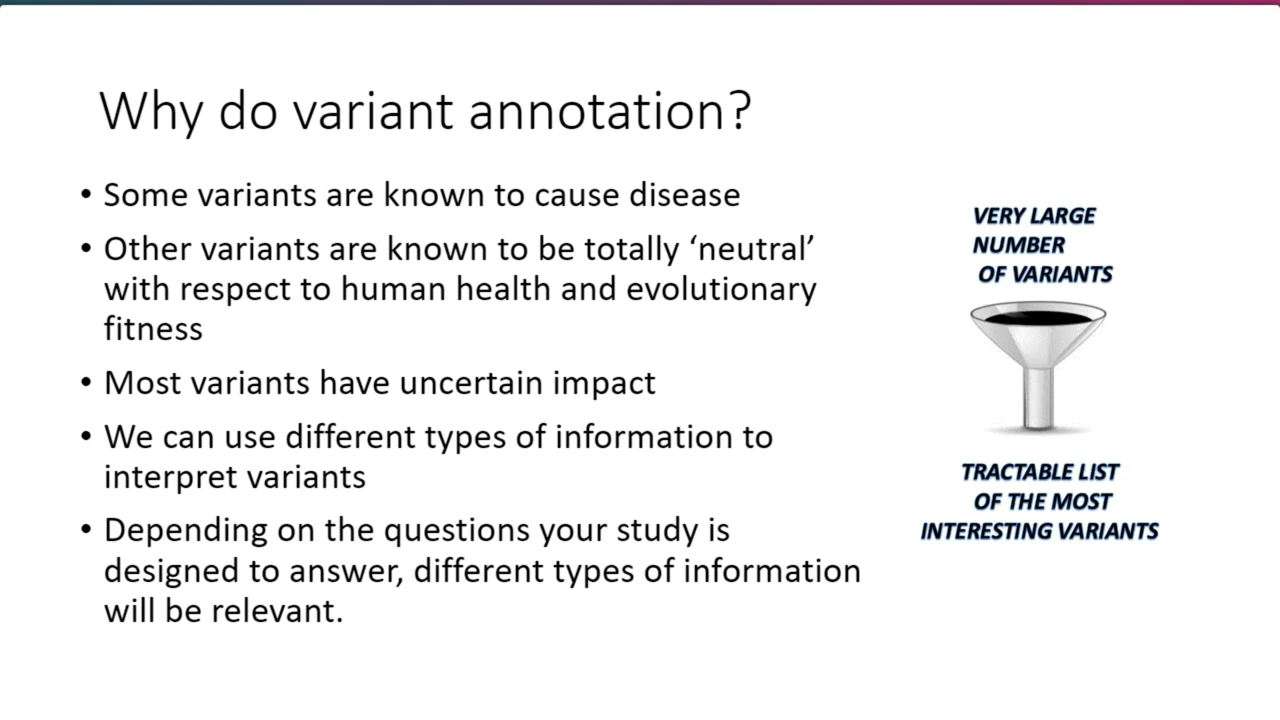 Why do variant annotation?
• Some variants are known to cause disease
• Other variants are known to be totally ‘neutral’
with respect to human health and evolutionary
fitness
• Most variants have uncertain impact
• We can use different types of information to
interpret variants
• Depending on the questions your study is
designed to answer, different types of information
will be relevant.
VERY LARGE
NUMBER
OF VARIANTS
TRACTABLE LIST
OF THE MOST
INTERESTING VARIANTS